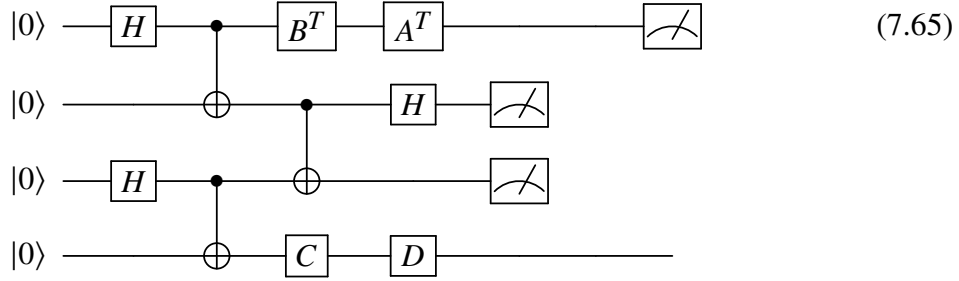 |0⟩ H B^T A^T (7.65)
|0⟩ H
|0⟩ H
|0⟩ C D